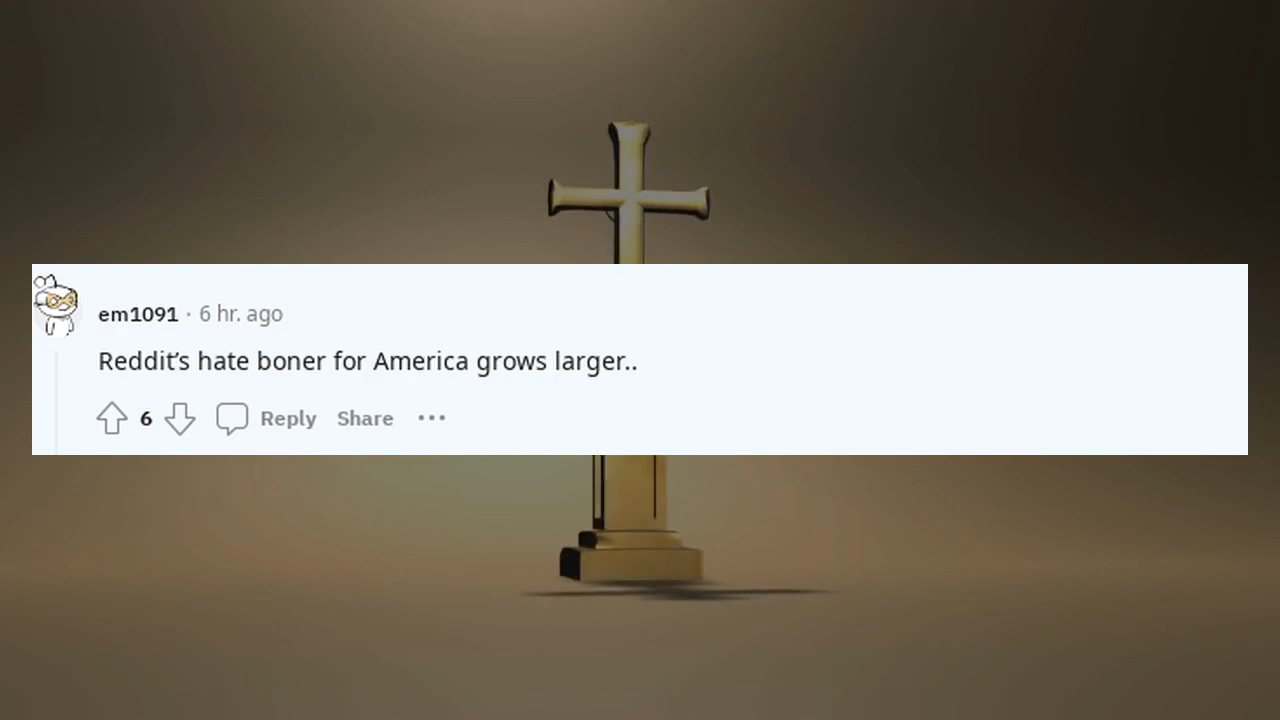 em1091 · 6 hr. ago
Reddit’s hate boner for America grows larger..
6 Reply Share ···